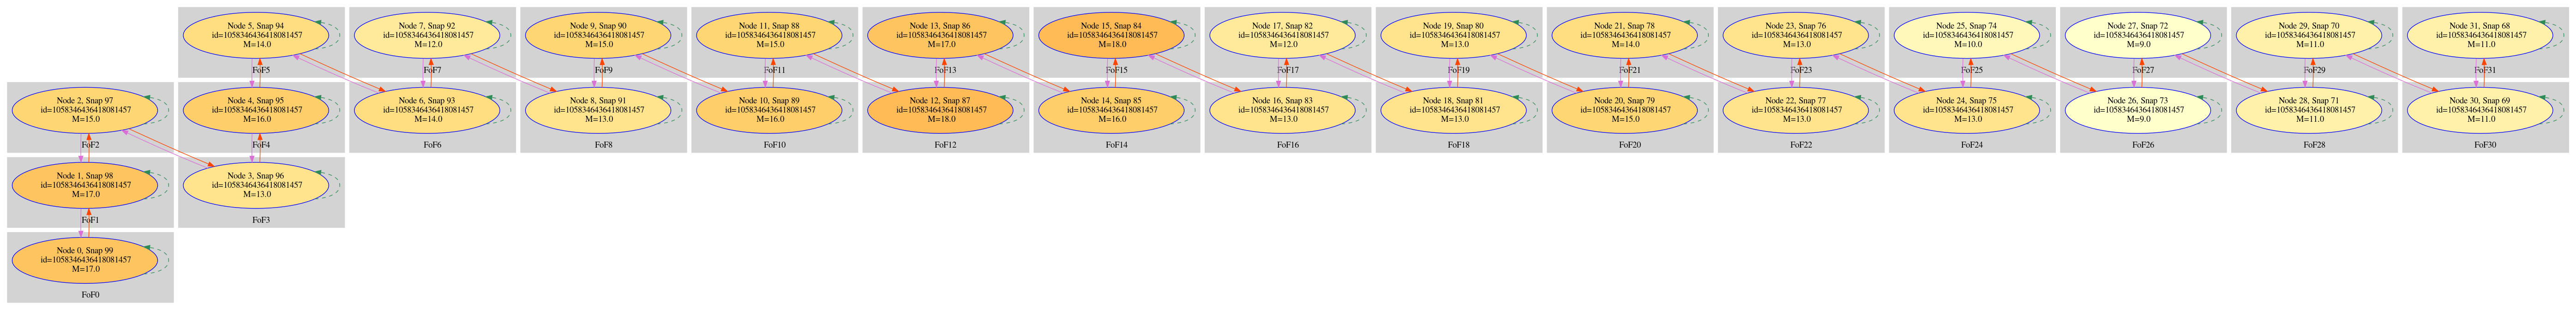 Node 5, Snap 94
id=1058346436418081457
M=14.0
FoF5
Node 7, Snap 92
id=1058346436418081457
M=12.0
FoF7
Node 9, Snap 90
id=1058346436418081457
M=15.0
FoF9
Node 11, Snap 88
id=1058346436418081457
M=15.0
FoF11
Node 13, Snap 86
id=1058346436418081457
M=17.0
FoF13
Node 15, Snap 84
id=1058346436418081457
M=18.0
FoF15
Node 17, Snap 82
id=1058346436418081457
M=12.0
FoF17
Node 19, Snap 80
id=1058346436418081457
M=13.0
FoF19
Node 21, Snap 78
id=1058346436418081457
M=14.0
FoF21
Node 23, Snap 76
id=1058346436418081457
M=13.0
FoF23
Node 25, Snap 74
id=1058346436418081457
M=10.0
FoF25
Node 27, Snap 72
id=1058346436418081457
M=9.0
FoF27
Node 29, Snap 70
id=1058346436418081457
M=11.0
FoF29
Node 31, Snap 68
id=1058346436418081457
M=11.0
FoF31
Node 2, Snap 97
id=1058346436418081457
M=15.0
FoF2
Node 4, Snap 95
id=1058346436418081457
M=16.0
FoF4
Node 6, Snap 93
id=1058346436418081457
M=14.0
FoF6
Node 8, Snap 91
id=1058346436418081457
M=13.0
FoF8
Node 10, Snap 89
id=1058346436418081457
M=16.0
FoF10
Node 12, Snap 87
id=1058346436418081457
M=18.0
FoF12
Node 14, Snap 85
id=1058346436418081457
M=16.0
FoF14
Node 16, Snap 83
id=1058346436418081457
M=13.0
FoF16
Node 18, Snap 81
id=1058346436418081457
M=13.0
FoF18
Node 20, Snap 79
id=1058346436418081457
M=15.0
FoF20
Node 22, Snap 77
id=1058346436418081457
M=13.0
FoF22
Node 24, Snap 75
id=1058346436418081457
M=13.0
FoF24
Node 26, Snap 73
id=1058346436418081457
M=9.0
FoF26
Node 28, Snap 71
id=1058346436418081457
M=11.0
FoF28
Node 30, Snap 69
id=1058346436418081457
M=11.0
FoF30
Node 1, Snap 98
id=1058346436418081457
M=17.0
FoF1
Node 3, Snap 96
id=1058346436418081457
M=13.0
FoF3
Node 0, Snap 99
id=1058346436418081457
M=17.0
FoF0